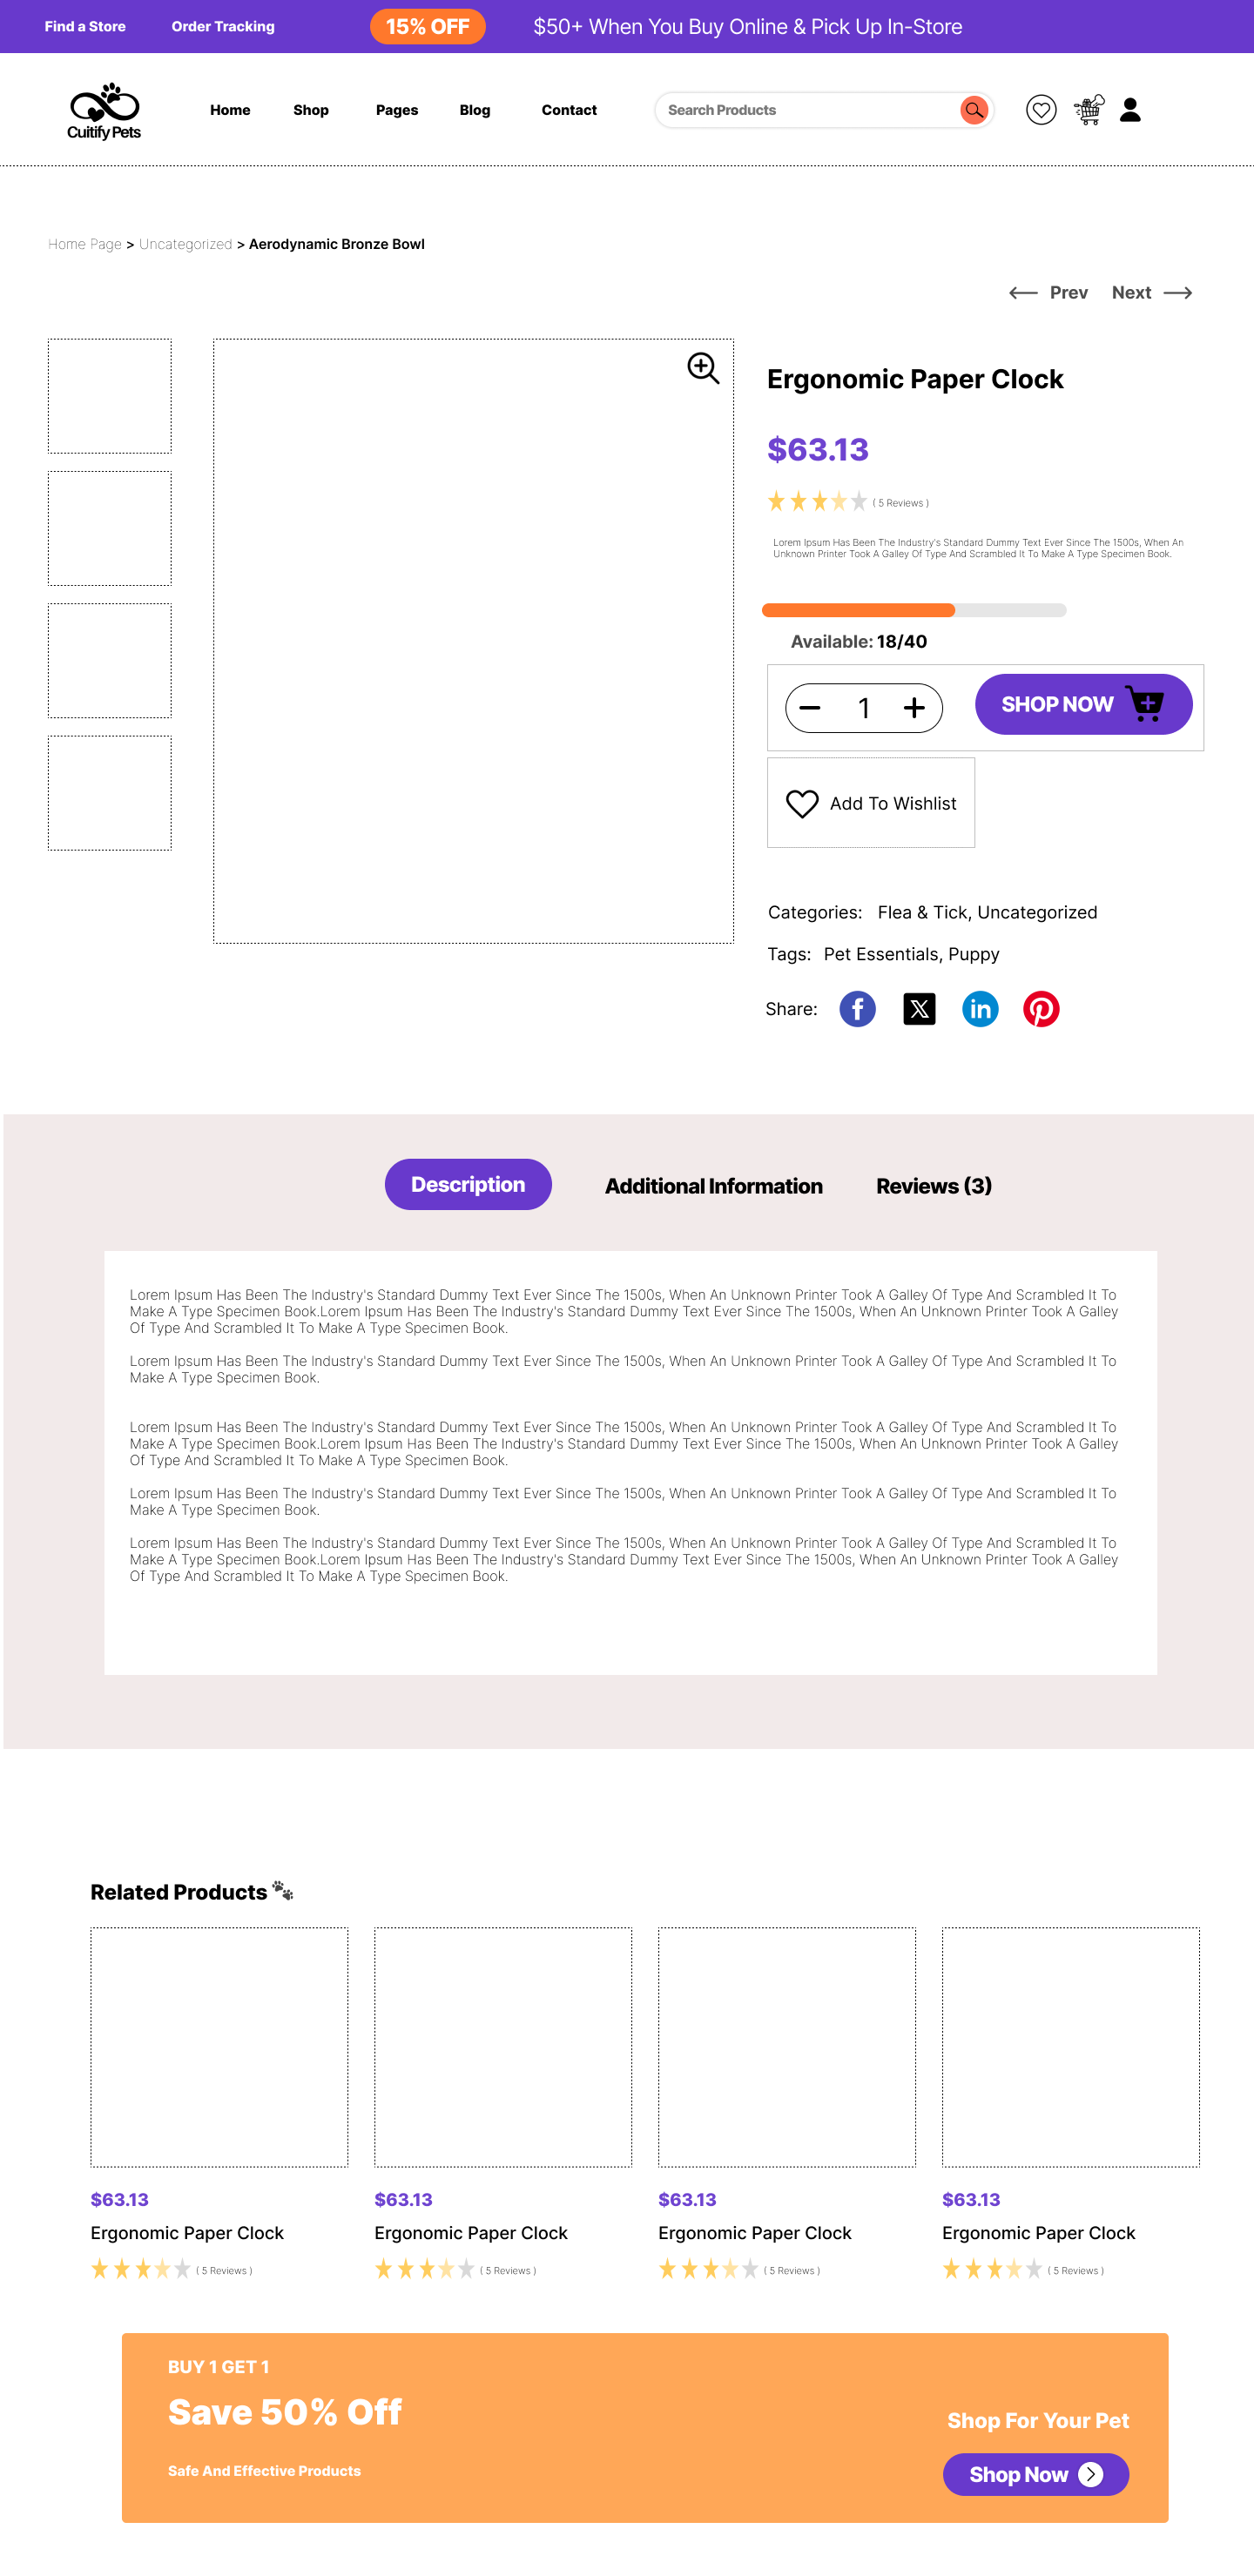 Find a Store
Order Tracking
15% OFF
$50+ When You Buy Online & Pick Up In-Store
Cuitify Pets
Home
Shop
Pages
Blog
Contact
Search Products
Home Page > Uncategorized > Aerodynamic Bronze Bowl
Prev
Next
Ergonomic Paper Clock
$63.13
( 5 Reviews )
Lorem Ipsum Has Been The Industry's Standard Dummy Text Ever Since The 1500s, When An
Unknown Printer Took A Galley Of Type And Scrambled It To Make A Type Specimen Book.
Available: 18/40
1
SHOP NOW
Add To Wishlist
Categories: Flea & Tick, Uncategorized
Tags: Pet Essentials, Puppy
Share:
Description
Additional Information
Reviews (3)
Lorem Ipsum Has Been The Industry's Standard Dummy Text Ever Since The 1500s, When An Unknown Printer Took A Galley Of Type And Scrambled It To
Make A Type Specimen Book.Lorem Ipsum Has Been The Industry's Standard Dummy Text Ever Since The 1500s, When An Unknown Printer Took A Galley
Of Type And Scrambled It To Make A Type Specimen Book.
Lorem Ipsum Has Been The Industry's Standard Dummy Text Ever Since The 1500s, When An Unknown Printer Took A Galley Of Type And Scrambled It To
Make A Type Specimen Book.
Lorem Ipsum Has Been The Industry's Standard Dummy Text Ever Since The 1500s, When An Unknown Printer Took A Galley Of Type And Scrambled It To
Make A Type Specimen Book.Lorem Ipsum Has Been The Industry's Standard Dummy Text Ever Since The 1500s, When An Unknown Printer Took A Galley
Of Type And Scrambled It To Make A Type Specimen Book.
Lorem Ipsum Has Been The Industry's Standard Dummy Text Ever Since The 1500s, When An Unknown Printer Took A Galley Of Type And Scrambled It To
Make A Type Specimen Book.
Lorem Ipsum Has Been The Industry's Standard Dummy Text Ever Since The 1500s, When An Unknown Printer Took A Galley Of Type And Scrambled It To
Make A Type Specimen Book.Lorem Ipsum Has Been The Industry's Standard Dummy Text Ever Since The 1500s, When An Unknown Printer Took A Galley
Of Type And Scrambled It To Make A Type Specimen Book.
Related Products
$63.13
Ergonomic Paper Clock
( 5 Reviews )
$63.13
Ergonomic Paper Clock
( 5 Reviews )
$63.13
Ergonomic Paper Clock
( 5 Reviews )
$63.13
Ergonomic Paper Clock
( 5 Reviews )
BUY 1 GET 1
Save 50% Off
Safe And Effective Products
Shop For Your Pet
Shop Now